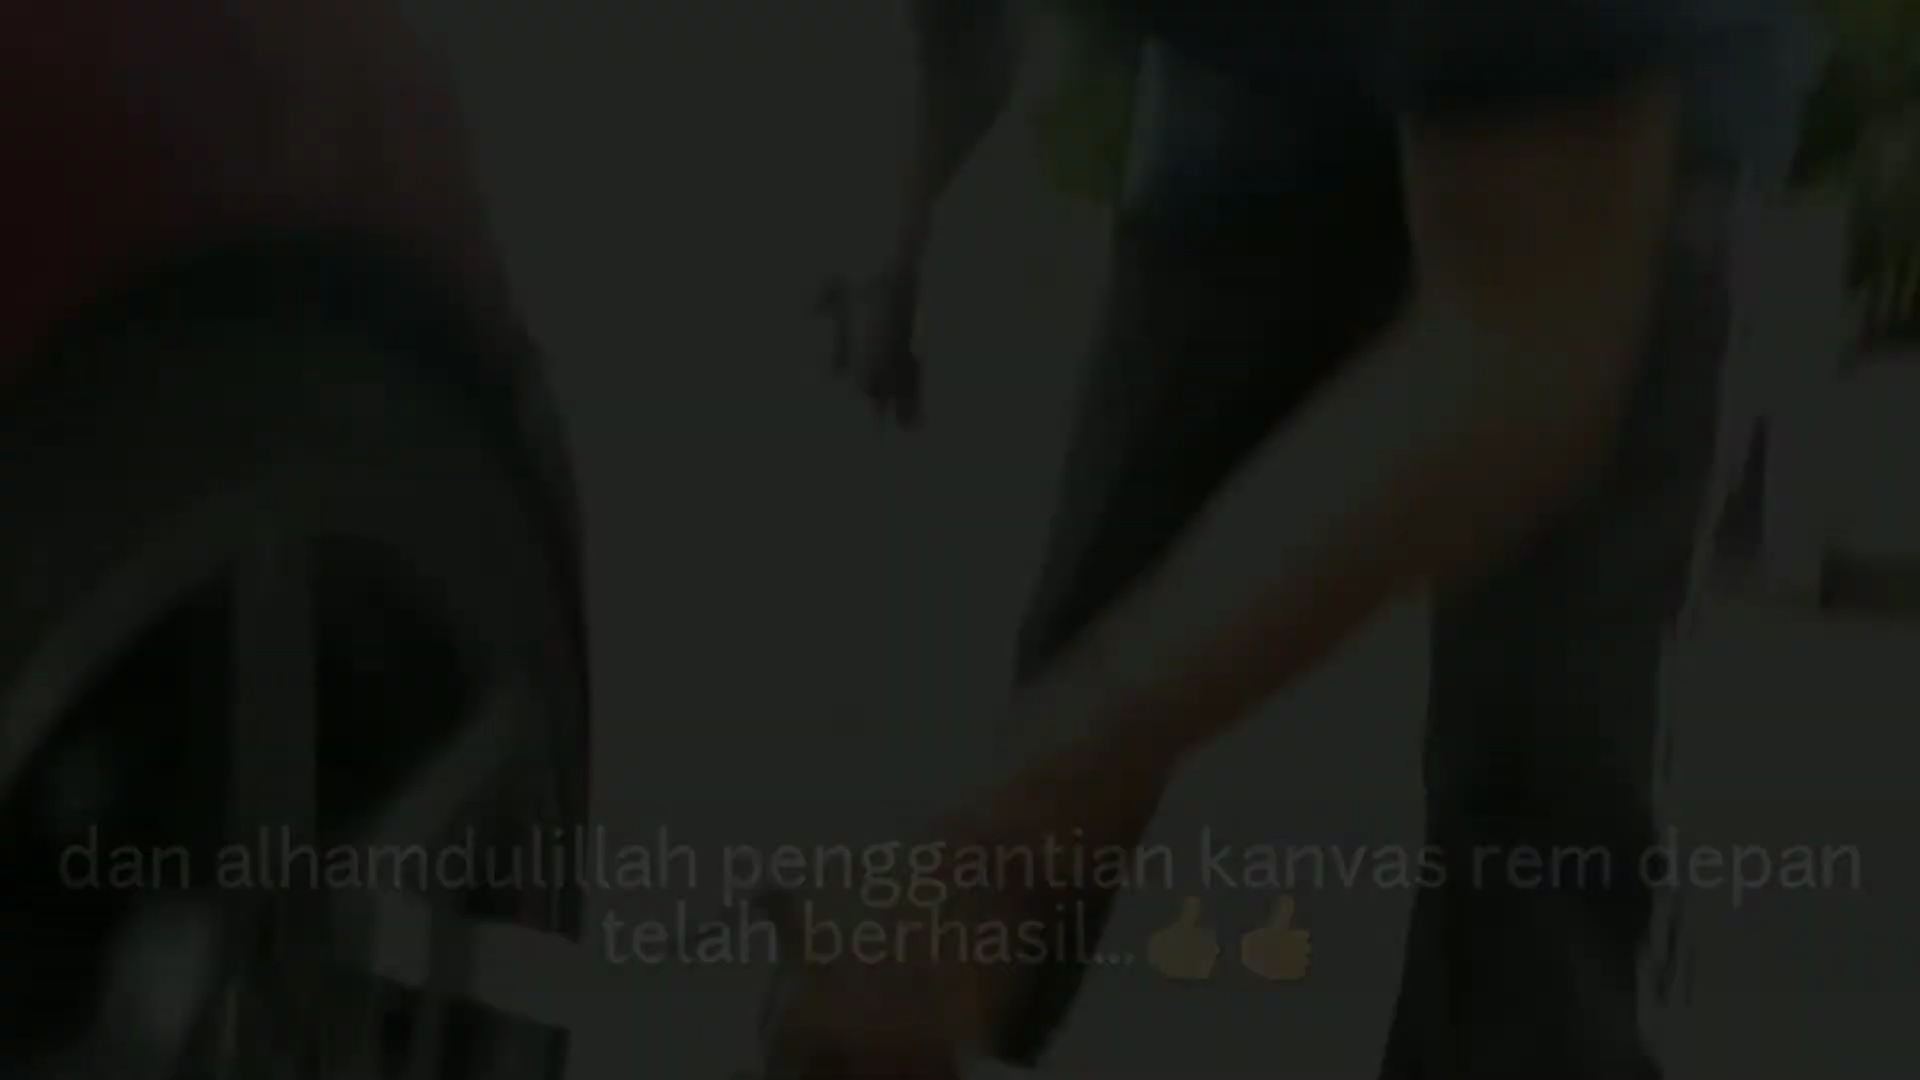 dan alhamdulillah penggantian kanvas rem depan
telah berhasil...👍👍